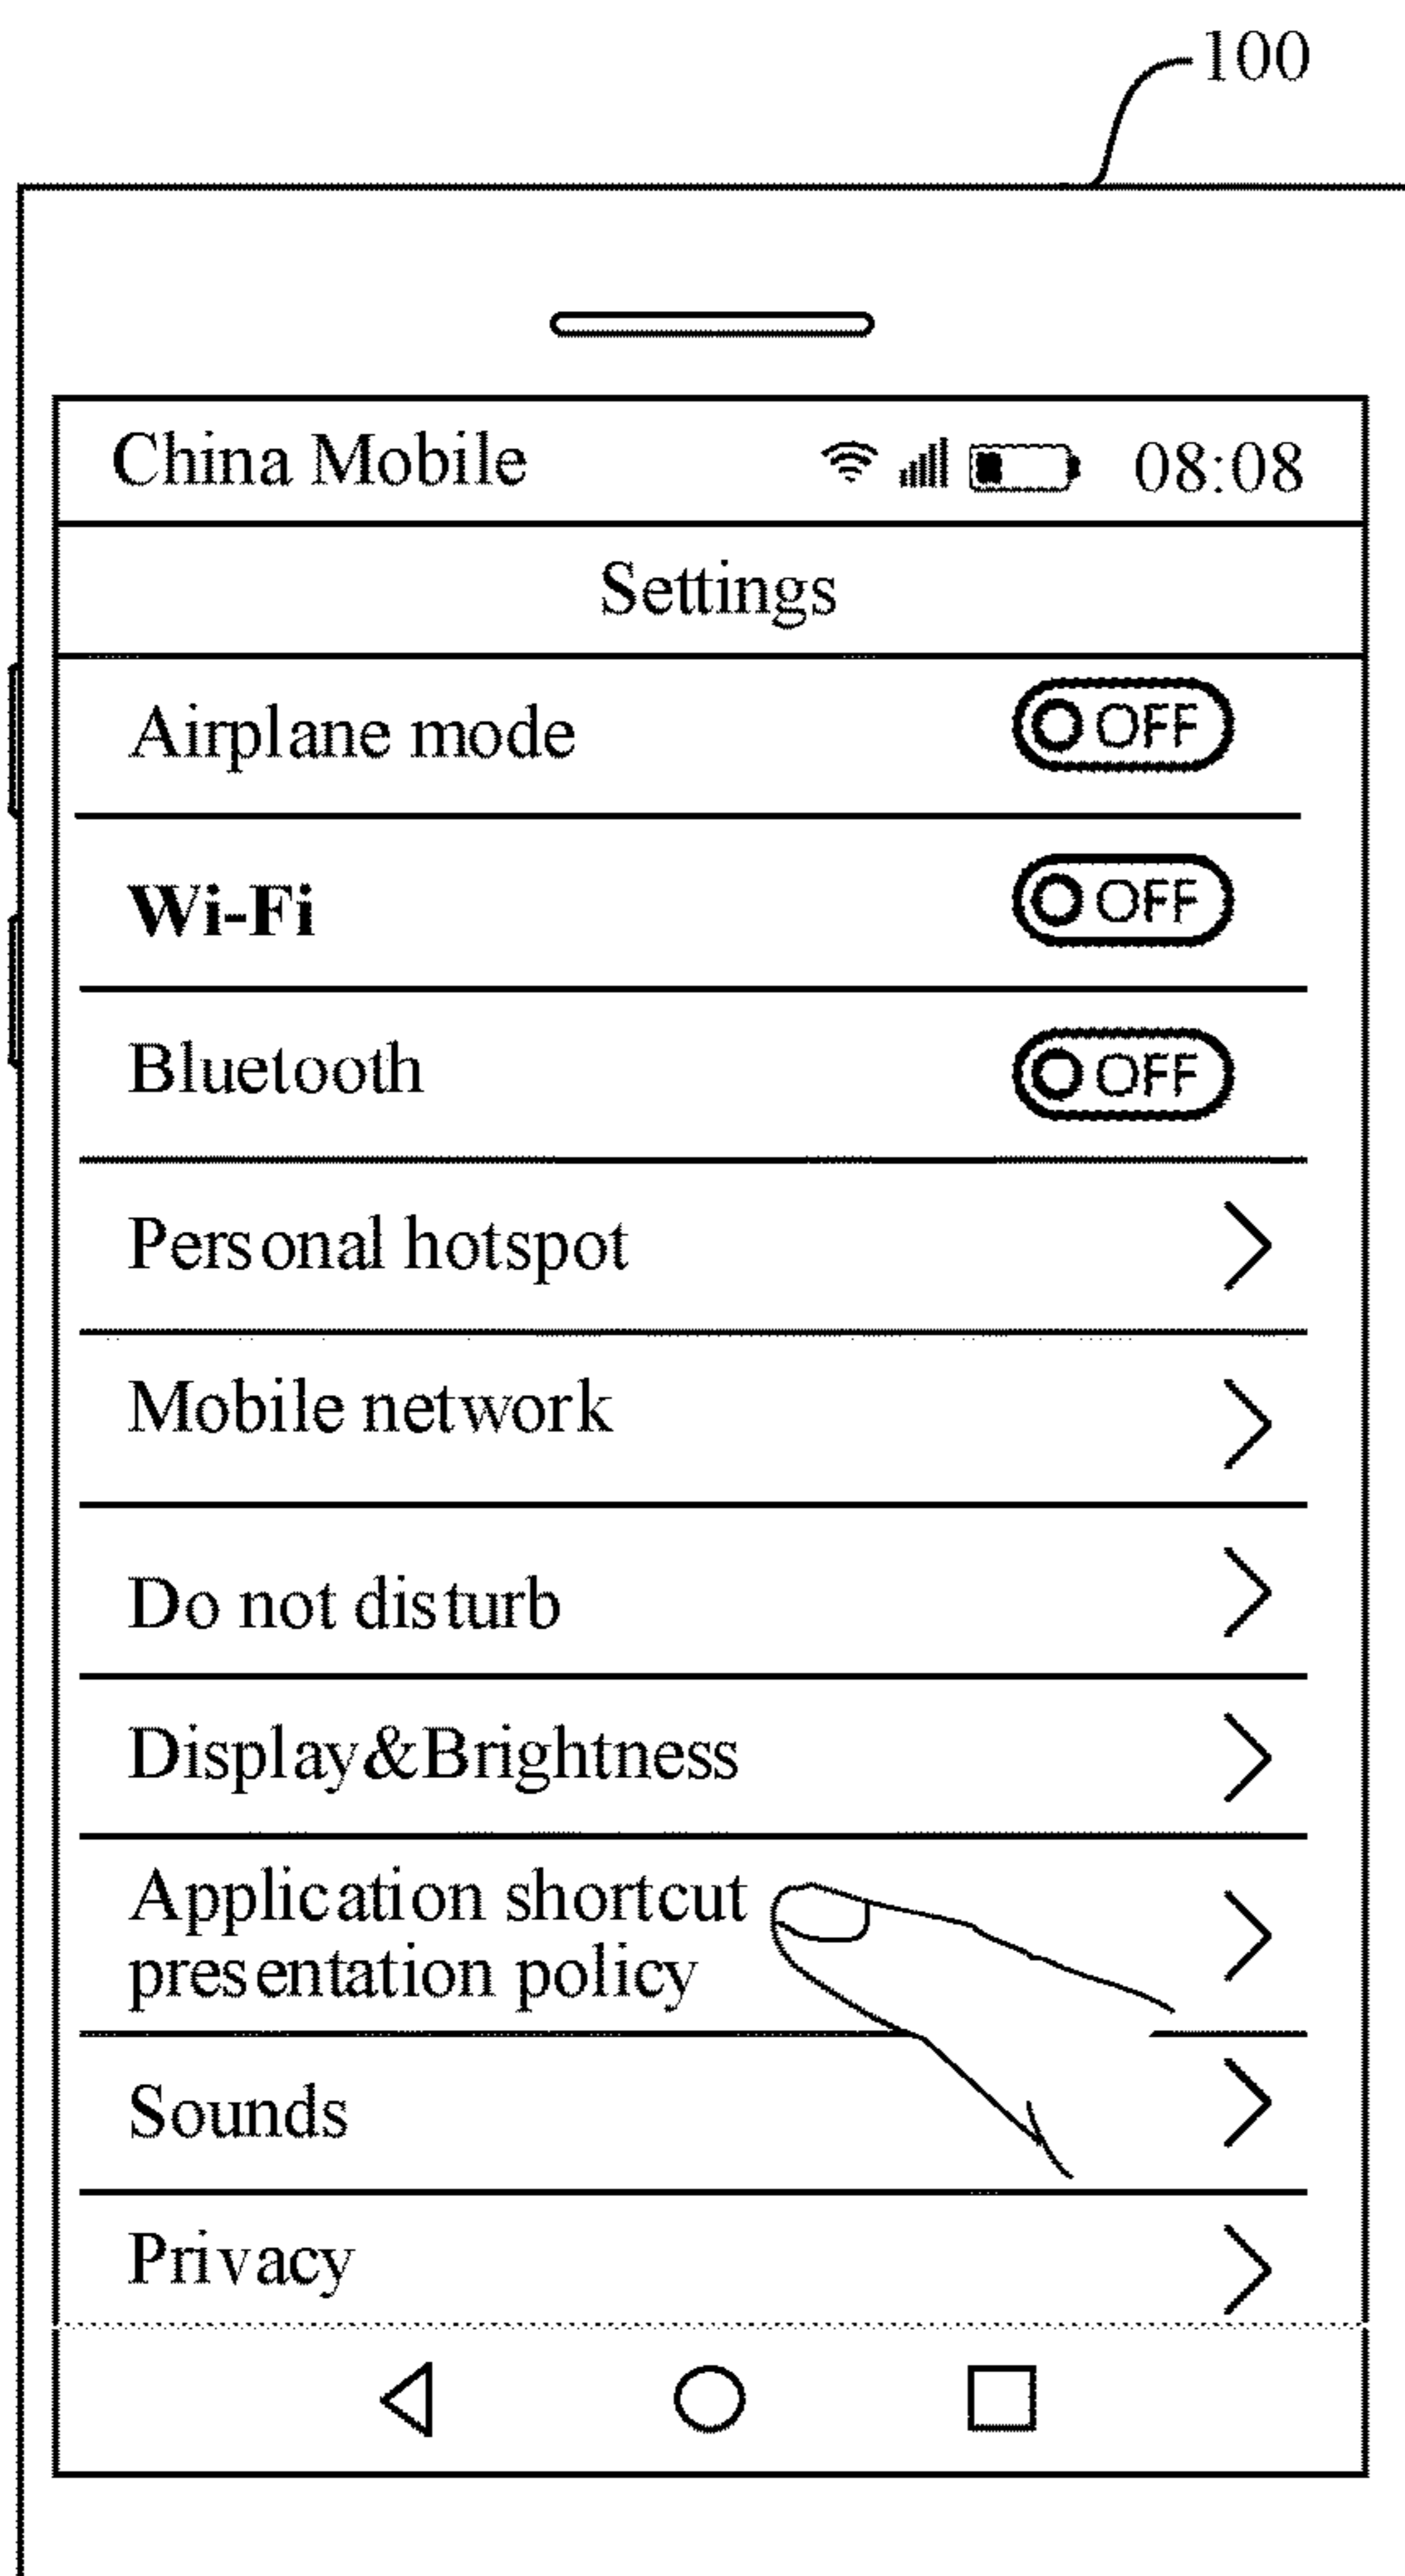 100
China Mobile 08:08
Settings
Airplane mode OFF
Wi-Fi OFF
Bluetooth OFF
Personal hotspot
Mobile network
Do not disturb
Display&Brightness
Application shortcut
presentation policy
Sounds
Privacy